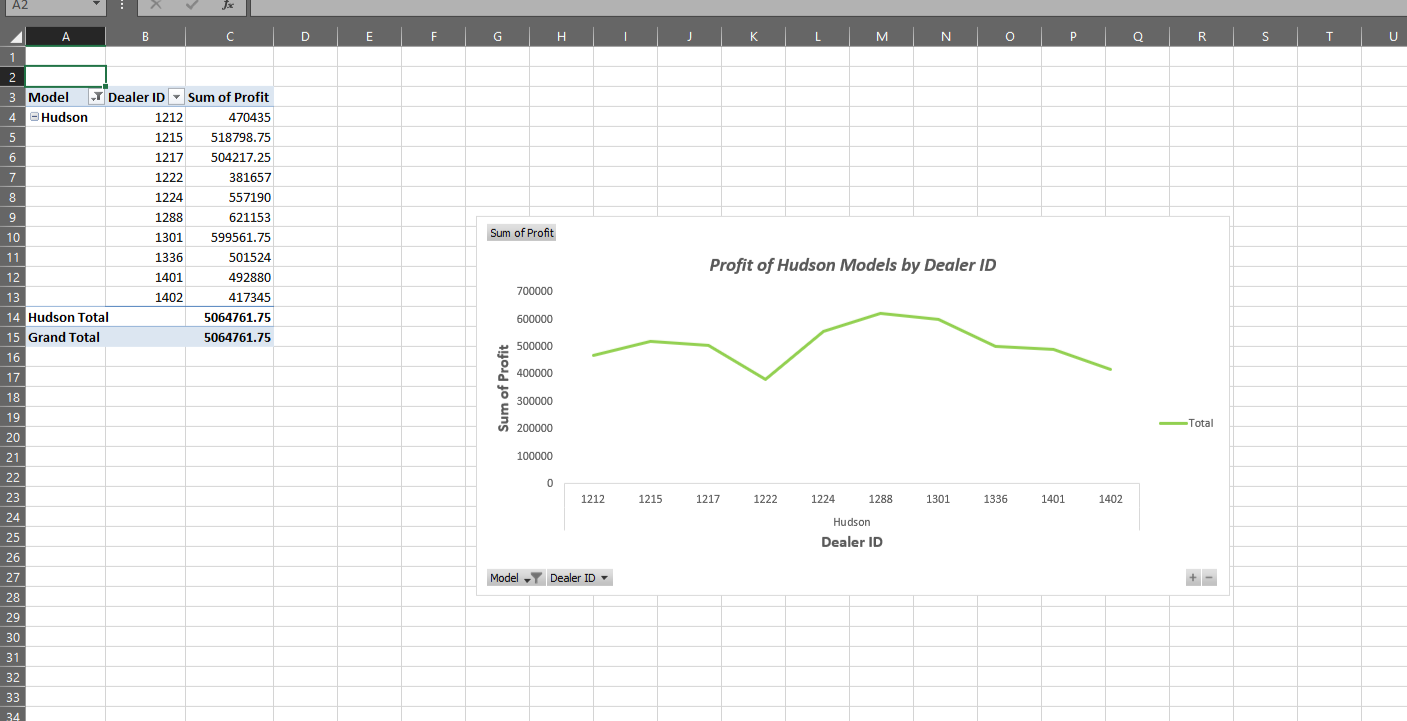 A2 fx
A B C D E F G H I J K L M N O P Q R S T U
1
2
3 Model Dealer ID Sum of Profit
4 Hudson 1212 470435
5 1215 518798.75
6 1217 504217.25
7 1222 381657
8 1224 557190
9 1288 621153
10 1301 599561.75
11 1336 501524
12 1401 492880
13 1402 417345
14 Hudson Total 5064761.75
15 Grand Total 5064761.75
16
17
18
19
20
21
22
23
24
25
26
27
28
29
30
31
32
33
34
Sum of Profit
Profit of Hudson Models by Dealer ID
700000
600000
500000
400000
300000
200000
100000
0
Sum of Profit
Total
1212 1215 1217 1222 1224 1288 1301 1336 1401 1402
Hudson
Dealer ID
Model Dealer ID + −